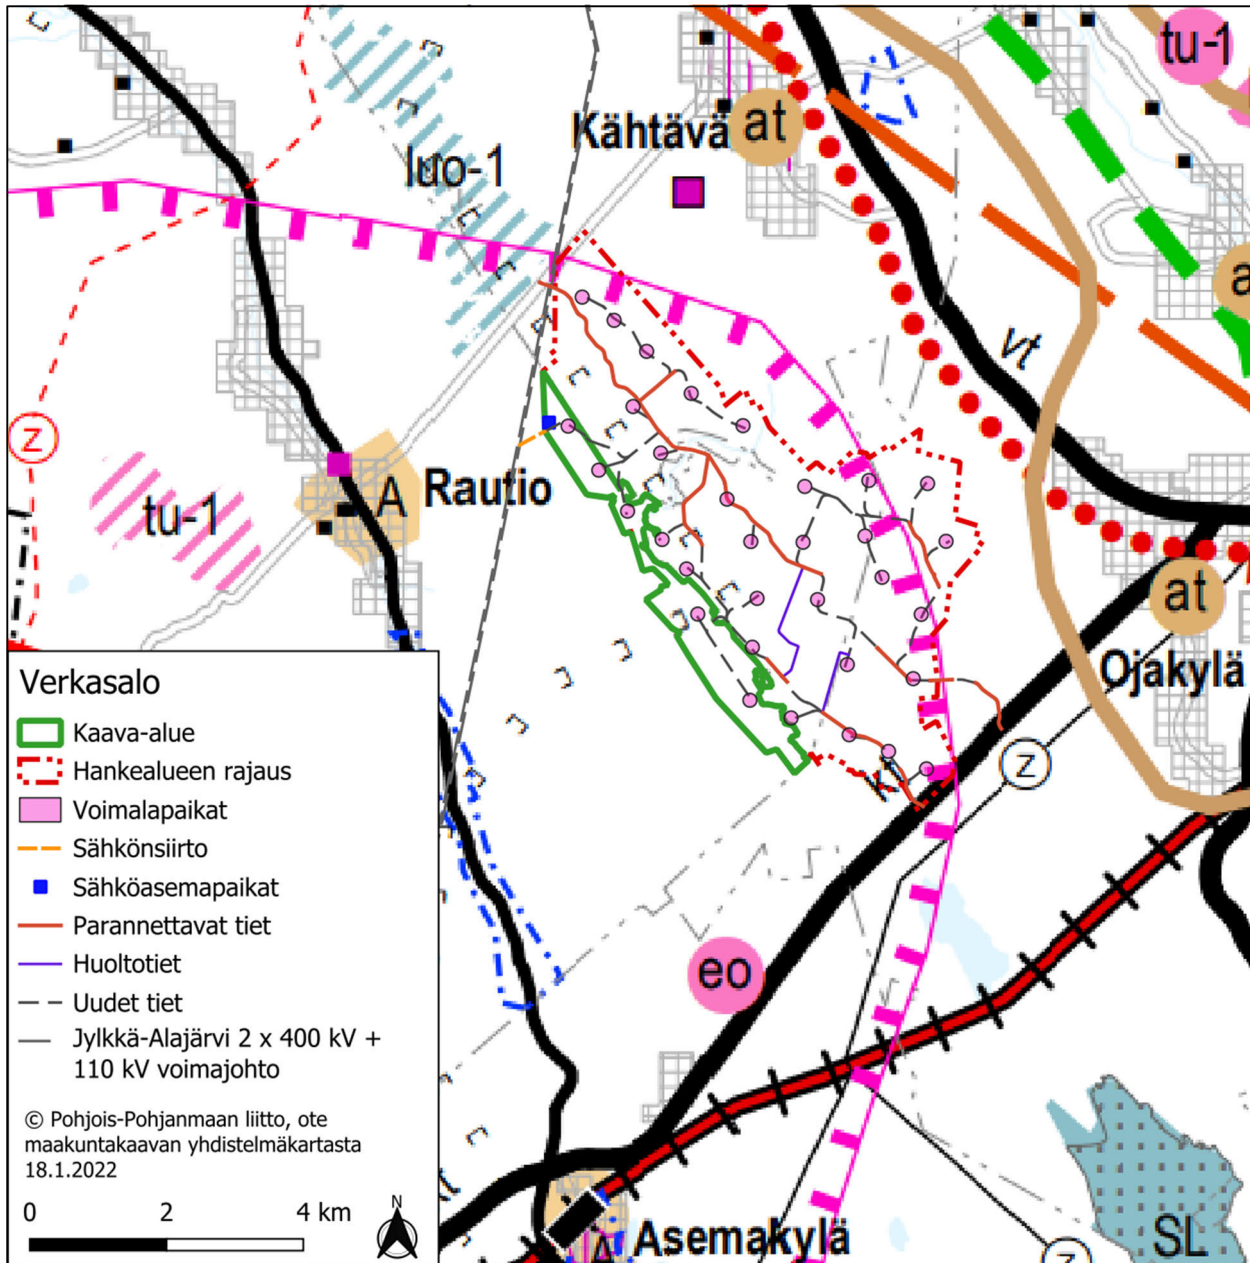 tu-1
Kähtävä
at
luo-1
a
vt
z
A
Rautio
tu-1
at
Ojakylä
z
kt
eo
Verkasalo
Kaava-alue
Hankealueen rajaus
Voimalapaikat
Sähkönsiirto
Sähköasemapaikat
Parannettavat tiet
Huoltotiet
Uudet tiet
Jylkkä-Alajärvi 2 x 400 kV +
110 kV voimajohto
© Pohjois-Pohjanmaan liitto, ote
maakuntakaavan yhdistelmäkartasta
18.1.2022
0 2 4 km
N
A
Asemakylä
z
SL